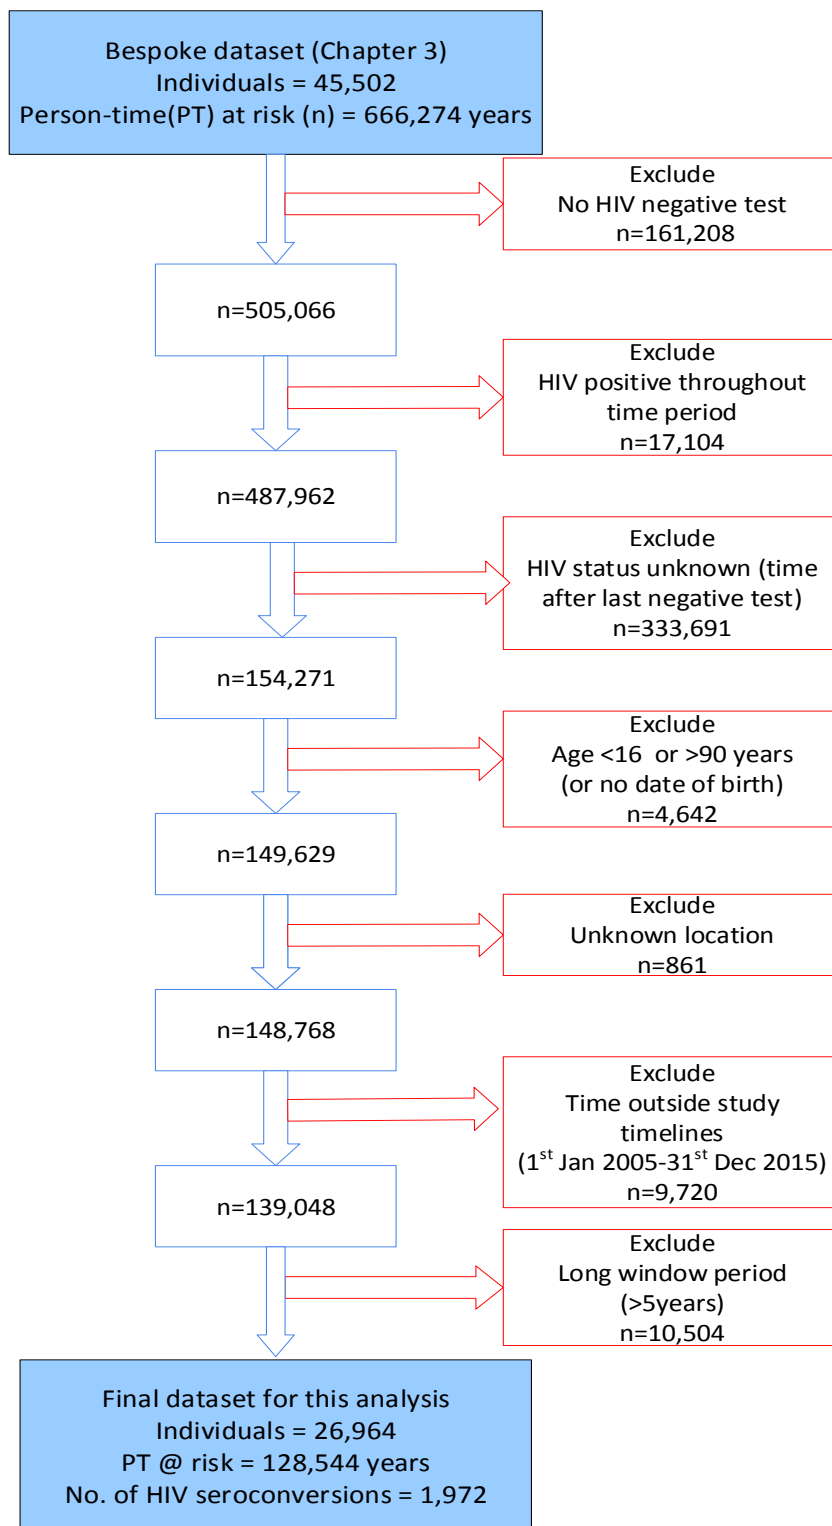 Bespoke dataset (Chapter 3)
Individuals = 45,502
Person-time(PT) at risk (n) = 666,274 years
Exclude
No HIV negative test
n=161,208
n=505,066
Exclude
HIV positive throughout
time period
n=17,104
n=487,962
Exclude
HIV status unknown (time
after last negative test)
n=333,691
n=154,271
Exclude
Age <16 or >90 years
(or no date of birth)
n=4,642
n=149,629
Exclude
Unknown location
n=861
n=148,768
Exclude
Time outside study
timelines
(1st Jan 2005-31st Dec 2015)
n=9,720
n=139,048
Exclude
Long window period
(>5years)
n=10,504
Final dataset for this analysis
Individuals = 26,964
PT @ risk = 128,544 years
No. of HIV seroconversions = 1,972